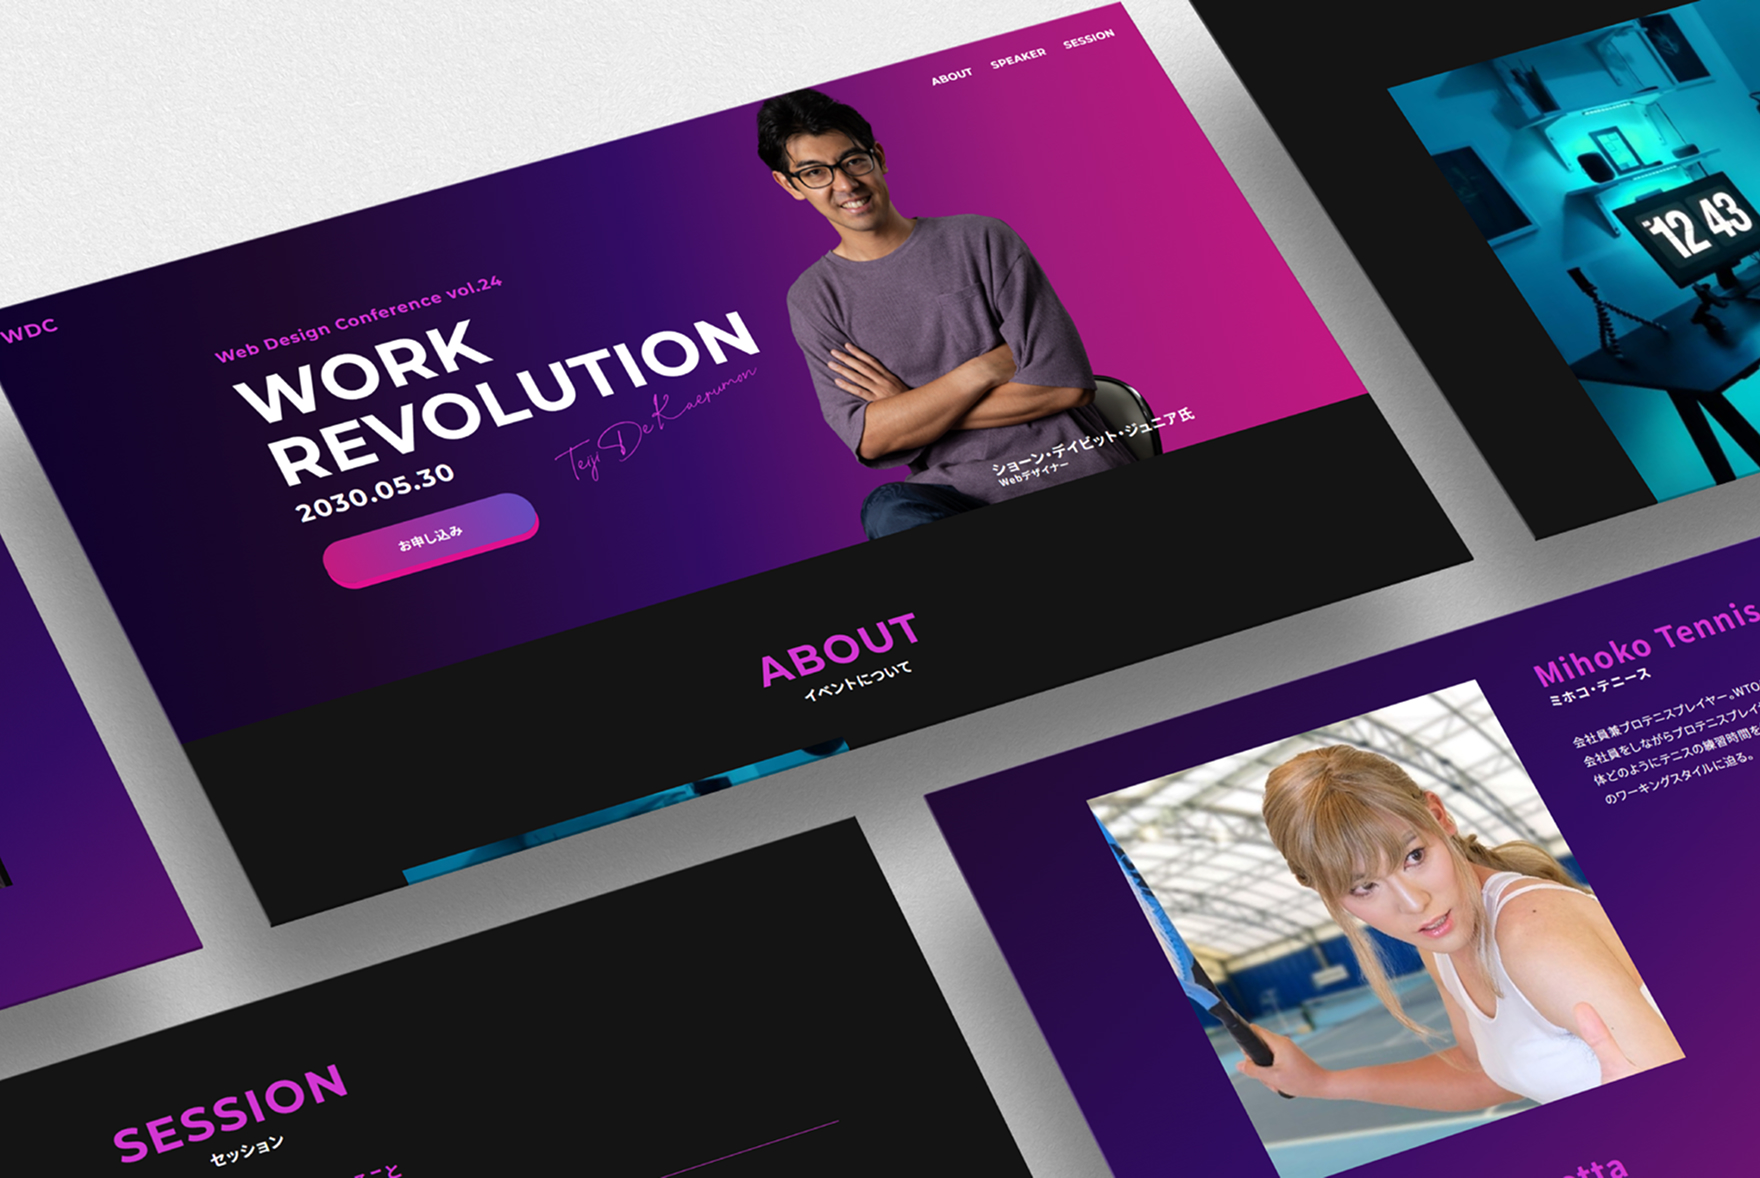 WDC
ABOUT SPEAKER SESSION
Web Design Conference vol.24
WORK
REVOLUTION
Teiji De Kaerumon
2030.05.30
お申し込み
ショーン・デイビット・ジュニア氏
Webデザイナー
ABOUT
イベントについて
12 43
Mihoko Tennis
ミホコ・テニース
会社員兼プロテニスプレイヤー。WTO
会社員をしながらプロテニスプレイ
体どのようにテニスの練習時間を
のワーキングスタイルに迫る。
SESSION
セッション
こと
otta